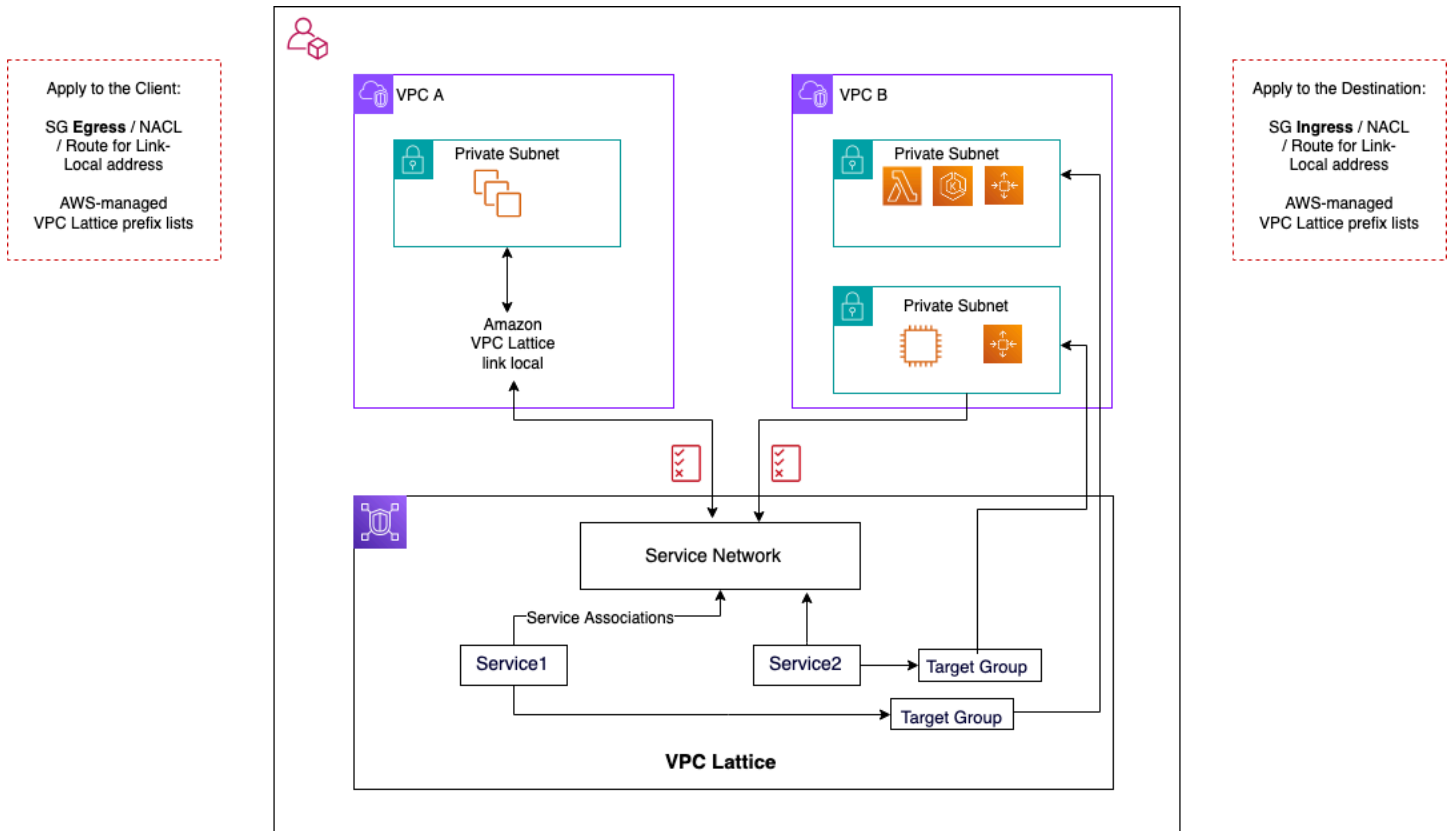 Apply to the Client:
SG Egress / NACL
/ Route for Link-
Local address
AWS-managed
VPC Lattice prefix lists
VPC A
Private Subnet
Amazon
VPC Lattice
link local
VPC B
Private Subnet
K
Private Subnet
Apply to the Destination:
SG Ingress / NACL
/ Route for Link-
Local address
AWS-managed
VPC Lattice prefix lists
Service Network
Service Associations
Service1
Service2
Target Group
Target Group
VPC Lattice